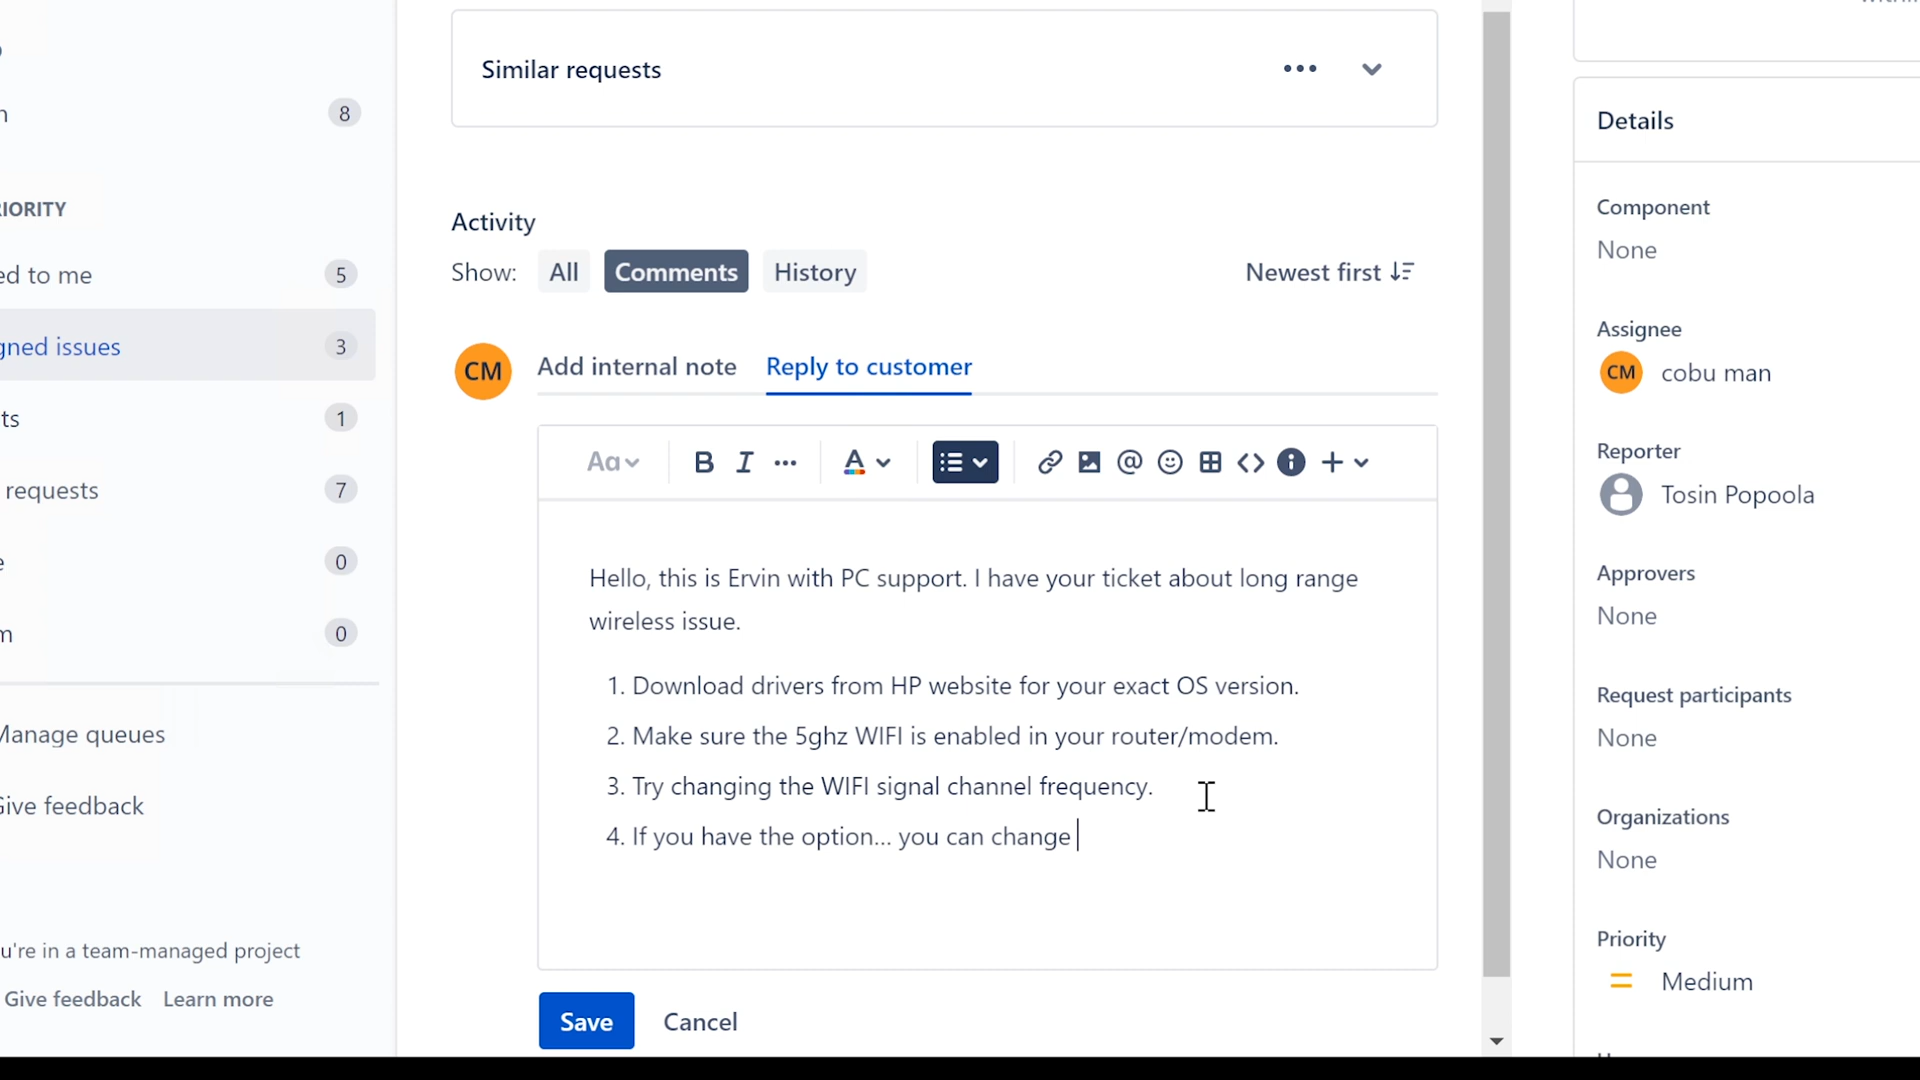 Similar requests
8
IORITY
Activity
Show: All Comments History Newest first
ed to me 5
gned issues 3
CM Add internal note Reply to customer
ts 1
Aa B I A @
requests 7
e 0
m 0
Hello, this is Ervin with PC support. I have your ticket about long range
wireless issue.
1. Download drivers from HP website for your exact OS version.
2. Make sure the 5ghz WIFI is enabled in your router/modem.
3. Try changing the WIFI signal channel frequency.
4. If you have the option... you can change
Manage queues
Give feedback
u're in a team-managed project
Give feedback Learn more
Save Cancel
Details
Component
None
Assignee
CM cobu man
Reporter
Tosin Popoola
Approvers
None
Request participants
None
Organizations
None
Priority
Medium